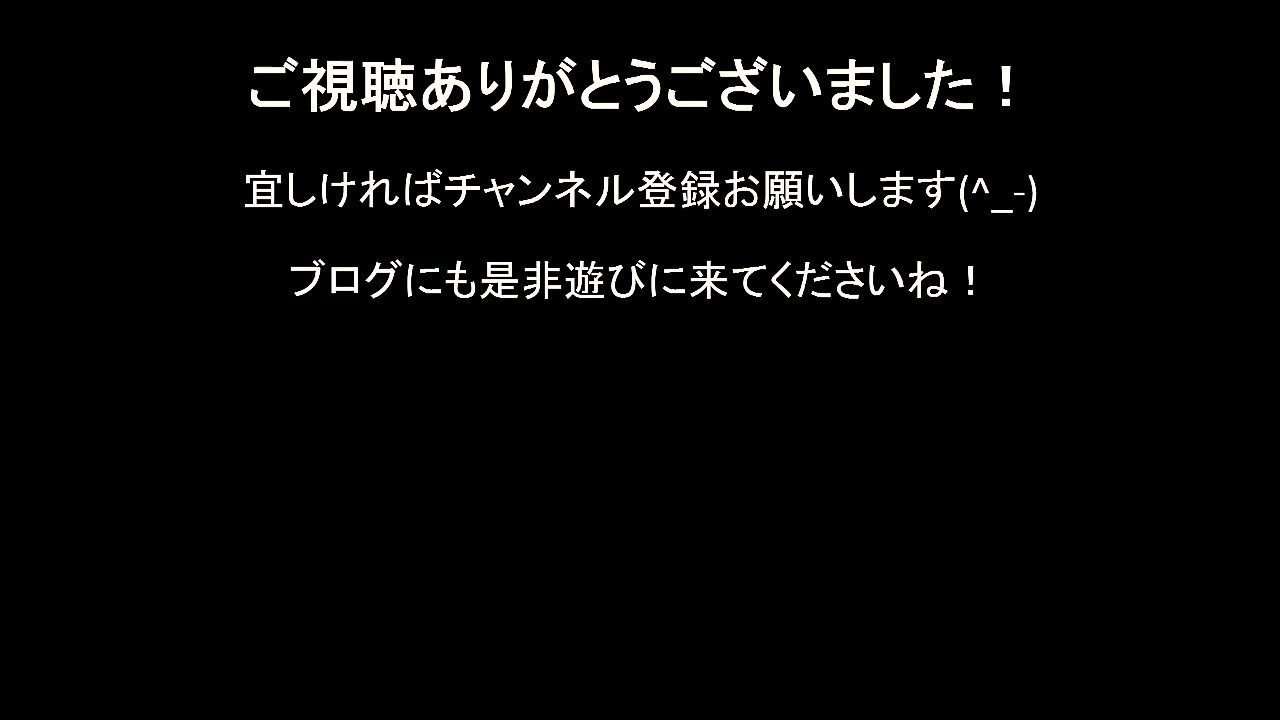 ご視聴ありがとうございました！
宜しければチャンネル登録お願いします(^_-)
ブログにも是非遊びに来てくださいね！